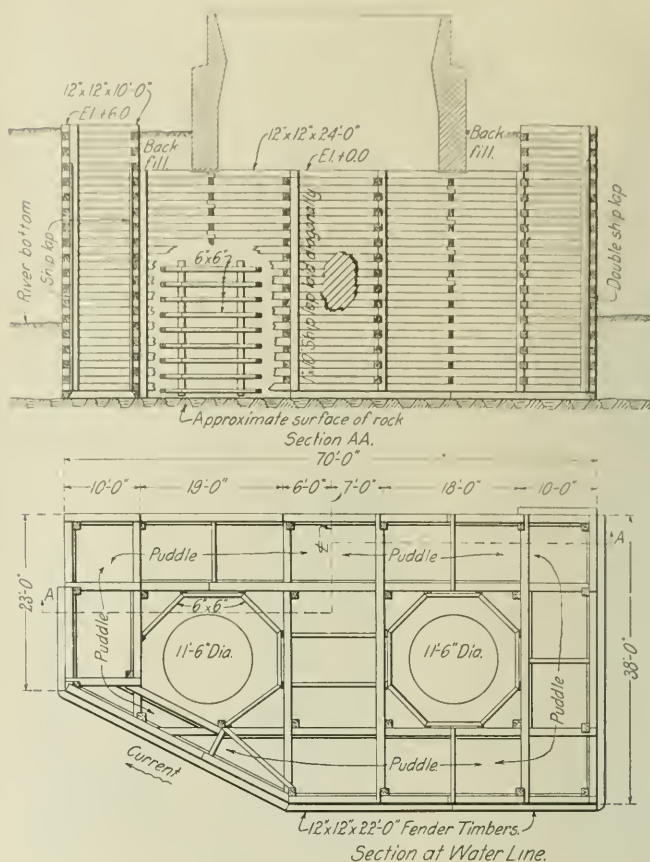 12"x12"x10'-0"
El.+6.0
Back
fill.
12"x12"x24'-0"
El.+0.0
Back
fill.
River bottom
Ship lap
6"x6"
1"x10" Ship lap laid diagonally
Double ship lap
Approximate surface of rock
Section AA.
70'-0"
10'-0"
19'-0"
6'-0"
7'-0"
18'-0"
10'-0"
23'-0"
38'-0"
A
A
Puddle
Puddle
Puddle
Puddle
Puddle
℄
6"x6"
11'-6" Dia.
11'-6" Dia.
Current
12"x12"x22'-0" Fender Timbers.
Section at Water Line.